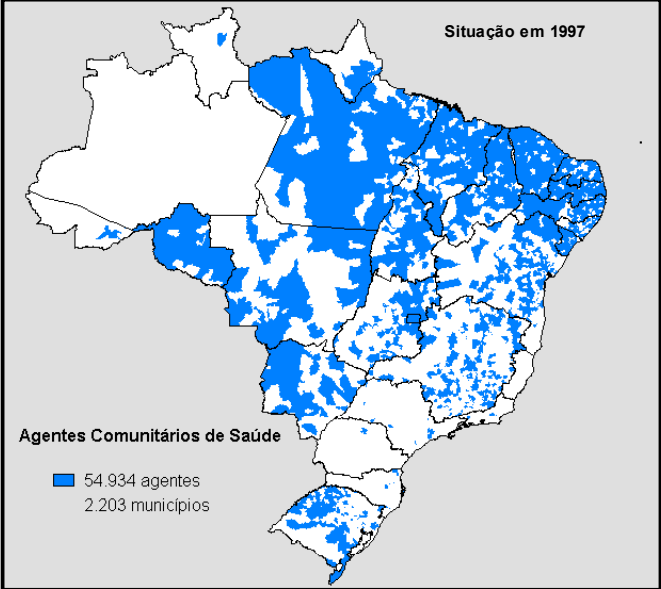 Situação em 1997
Agentes Comunitários de Saúde
54.934 agentes
2.203 municípios